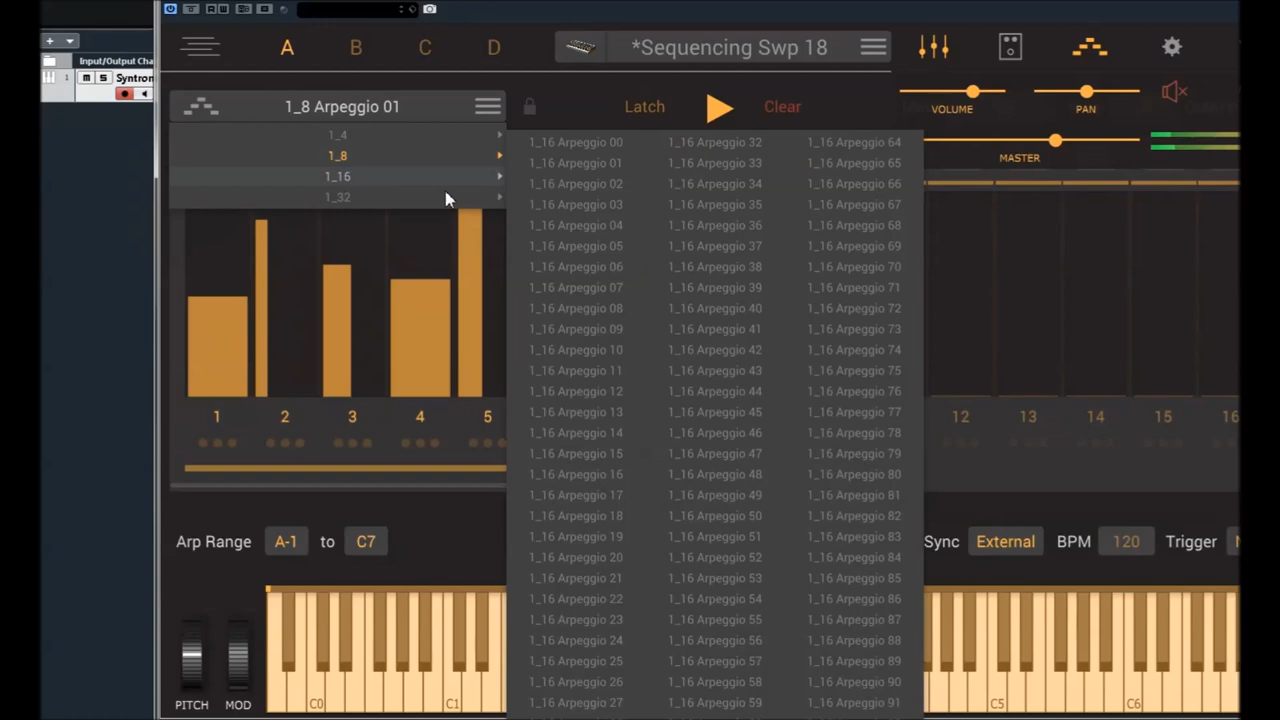 Input/Output Cha
1 m S Syntron
A B C D
*Sequencing Swp 18
1_8 Arpeggio 01
Latch
Clear
VOLUME
PAN
MASTER
1_4
1_8
1_16
1_32
1_16 Arpeggio 00 1_16 Arpeggio 32 1_16 Arpeggio 64
1_16 Arpeggio 01 1_16 Arpeggio 33 1_16 Arpeggio 65
1_16 Arpeggio 02 1_16 Arpeggio 34 1_16 Arpeggio 66
1_16 Arpeggio 03 1_16 Arpeggio 35 1_16 Arpeggio 67
1_16 Arpeggio 04 1_16 Arpeggio 36 1_16 Arpeggio 68
1_16 Arpeggio 05 1_16 Arpeggio 37 1_16 Arpeggio 69
1_16 Arpeggio 06 1_16 Arpeggio 38 1_16 Arpeggio 70
1_16 Arpeggio 07 1_16 Arpeggio 39 1_16 Arpeggio 71
1_16 Arpeggio 08 1_16 Arpeggio 40 1_16 Arpeggio 72
1_16 Arpeggio 09 1_16 Arpeggio 41 1_16 Arpeggio 73
1_16 Arpeggio 10 1_16 Arpeggio 42 1_16 Arpeggio 74
1_16 Arpeggio 11 1_16 Arpeggio 43 1_16 Arpeggio 75
1_16 Arpeggio 12 1_16 Arpeggio 44 1_16 Arpeggio 76
1_16 Arpeggio 13 1_16 Arpeggio 45 1_16 Arpeggio 77
1_16 Arpeggio 14 1_16 Arpeggio 46 1_16 Arpeggio 78
1_16 Arpeggio 15 1_16 Arpeggio 47 1_16 Arpeggio 79
1_16 Arpeggio 16 1_16 Arpeggio 48 1_16 Arpeggio 80
1_16 Arpeggio 17 1_16 Arpeggio 49 1_16 Arpeggio 81
1_16 Arpeggio 18 1_16 Arpeggio 50 1_16 Arpeggio 82
1_16 Arpeggio 19 1_16 Arpeggio 51 1_16 Arpeggio 83
1_16 Arpeggio 20 1_16 Arpeggio 52 1_16 Arpeggio 84
1_16 Arpeggio 21 1_16 Arpeggio 53 1_16 Arpeggio 85
1_16 Arpeggio 22 1_16 Arpeggio 54 1_16 Arpeggio 86
1_16 Arpeggio 23 1_16 Arpeggio 55 1_16 Arpeggio 87
1_16 Arpeggio 24 1_16 Arpeggio 56 1_16 Arpeggio 88
1_16 Arpeggio 25 1_16 Arpeggio 57 1_16 Arpeggio 89
1_16 Arpeggio 26 1_16 Arpeggio 58 1_16 Arpeggio 90
1_16 Arpeggio 27 1_16 Arpeggio 59 1_16 Arpeggio 91
1 2 3 4 5 12 13 14 15 16
Arp Range A-1 to C7
Sync External BPM 120 Trigger
PITCH
MOD
C0 C1 C5 C6